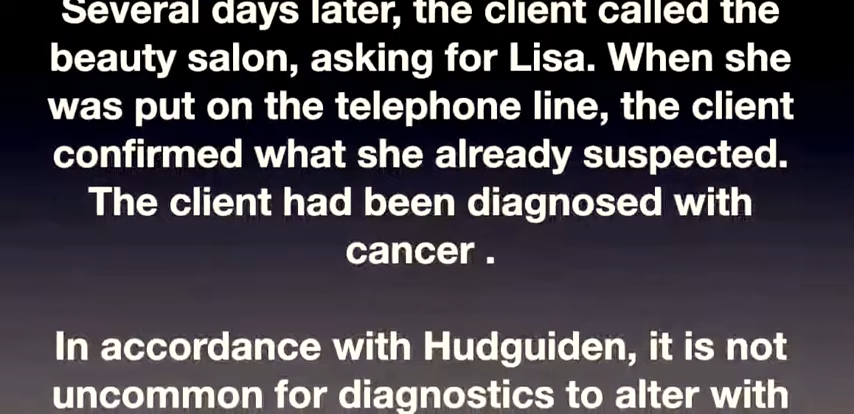 Several days later, the client called the
beauty salon, asking for Lisa. When she
was put on the telephone line, the client
confirmed what she already suspected.
The client had been diagnosed with
cancer .
In accordance with Hudguiden, it is not
uncommon for diagnostics to alter with